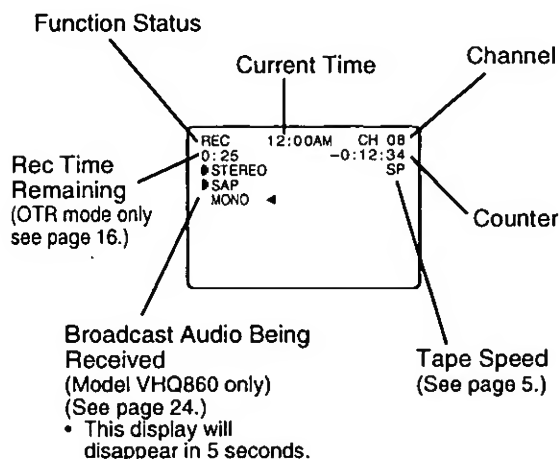 Function Status
Current Time
Channel
REC 12:00AM CH 08
0:25 -0:12:34
STEREO SP
SAP
MONO
Rec Time
Remaining
(OTR mode only
see page 16.)
Counter
Broadcast Audio Being
Received
(Model VHQ860 only)
(See page 24.)
• This display will
disappear in 5 seconds.
Tape Speed
(See page 5.)